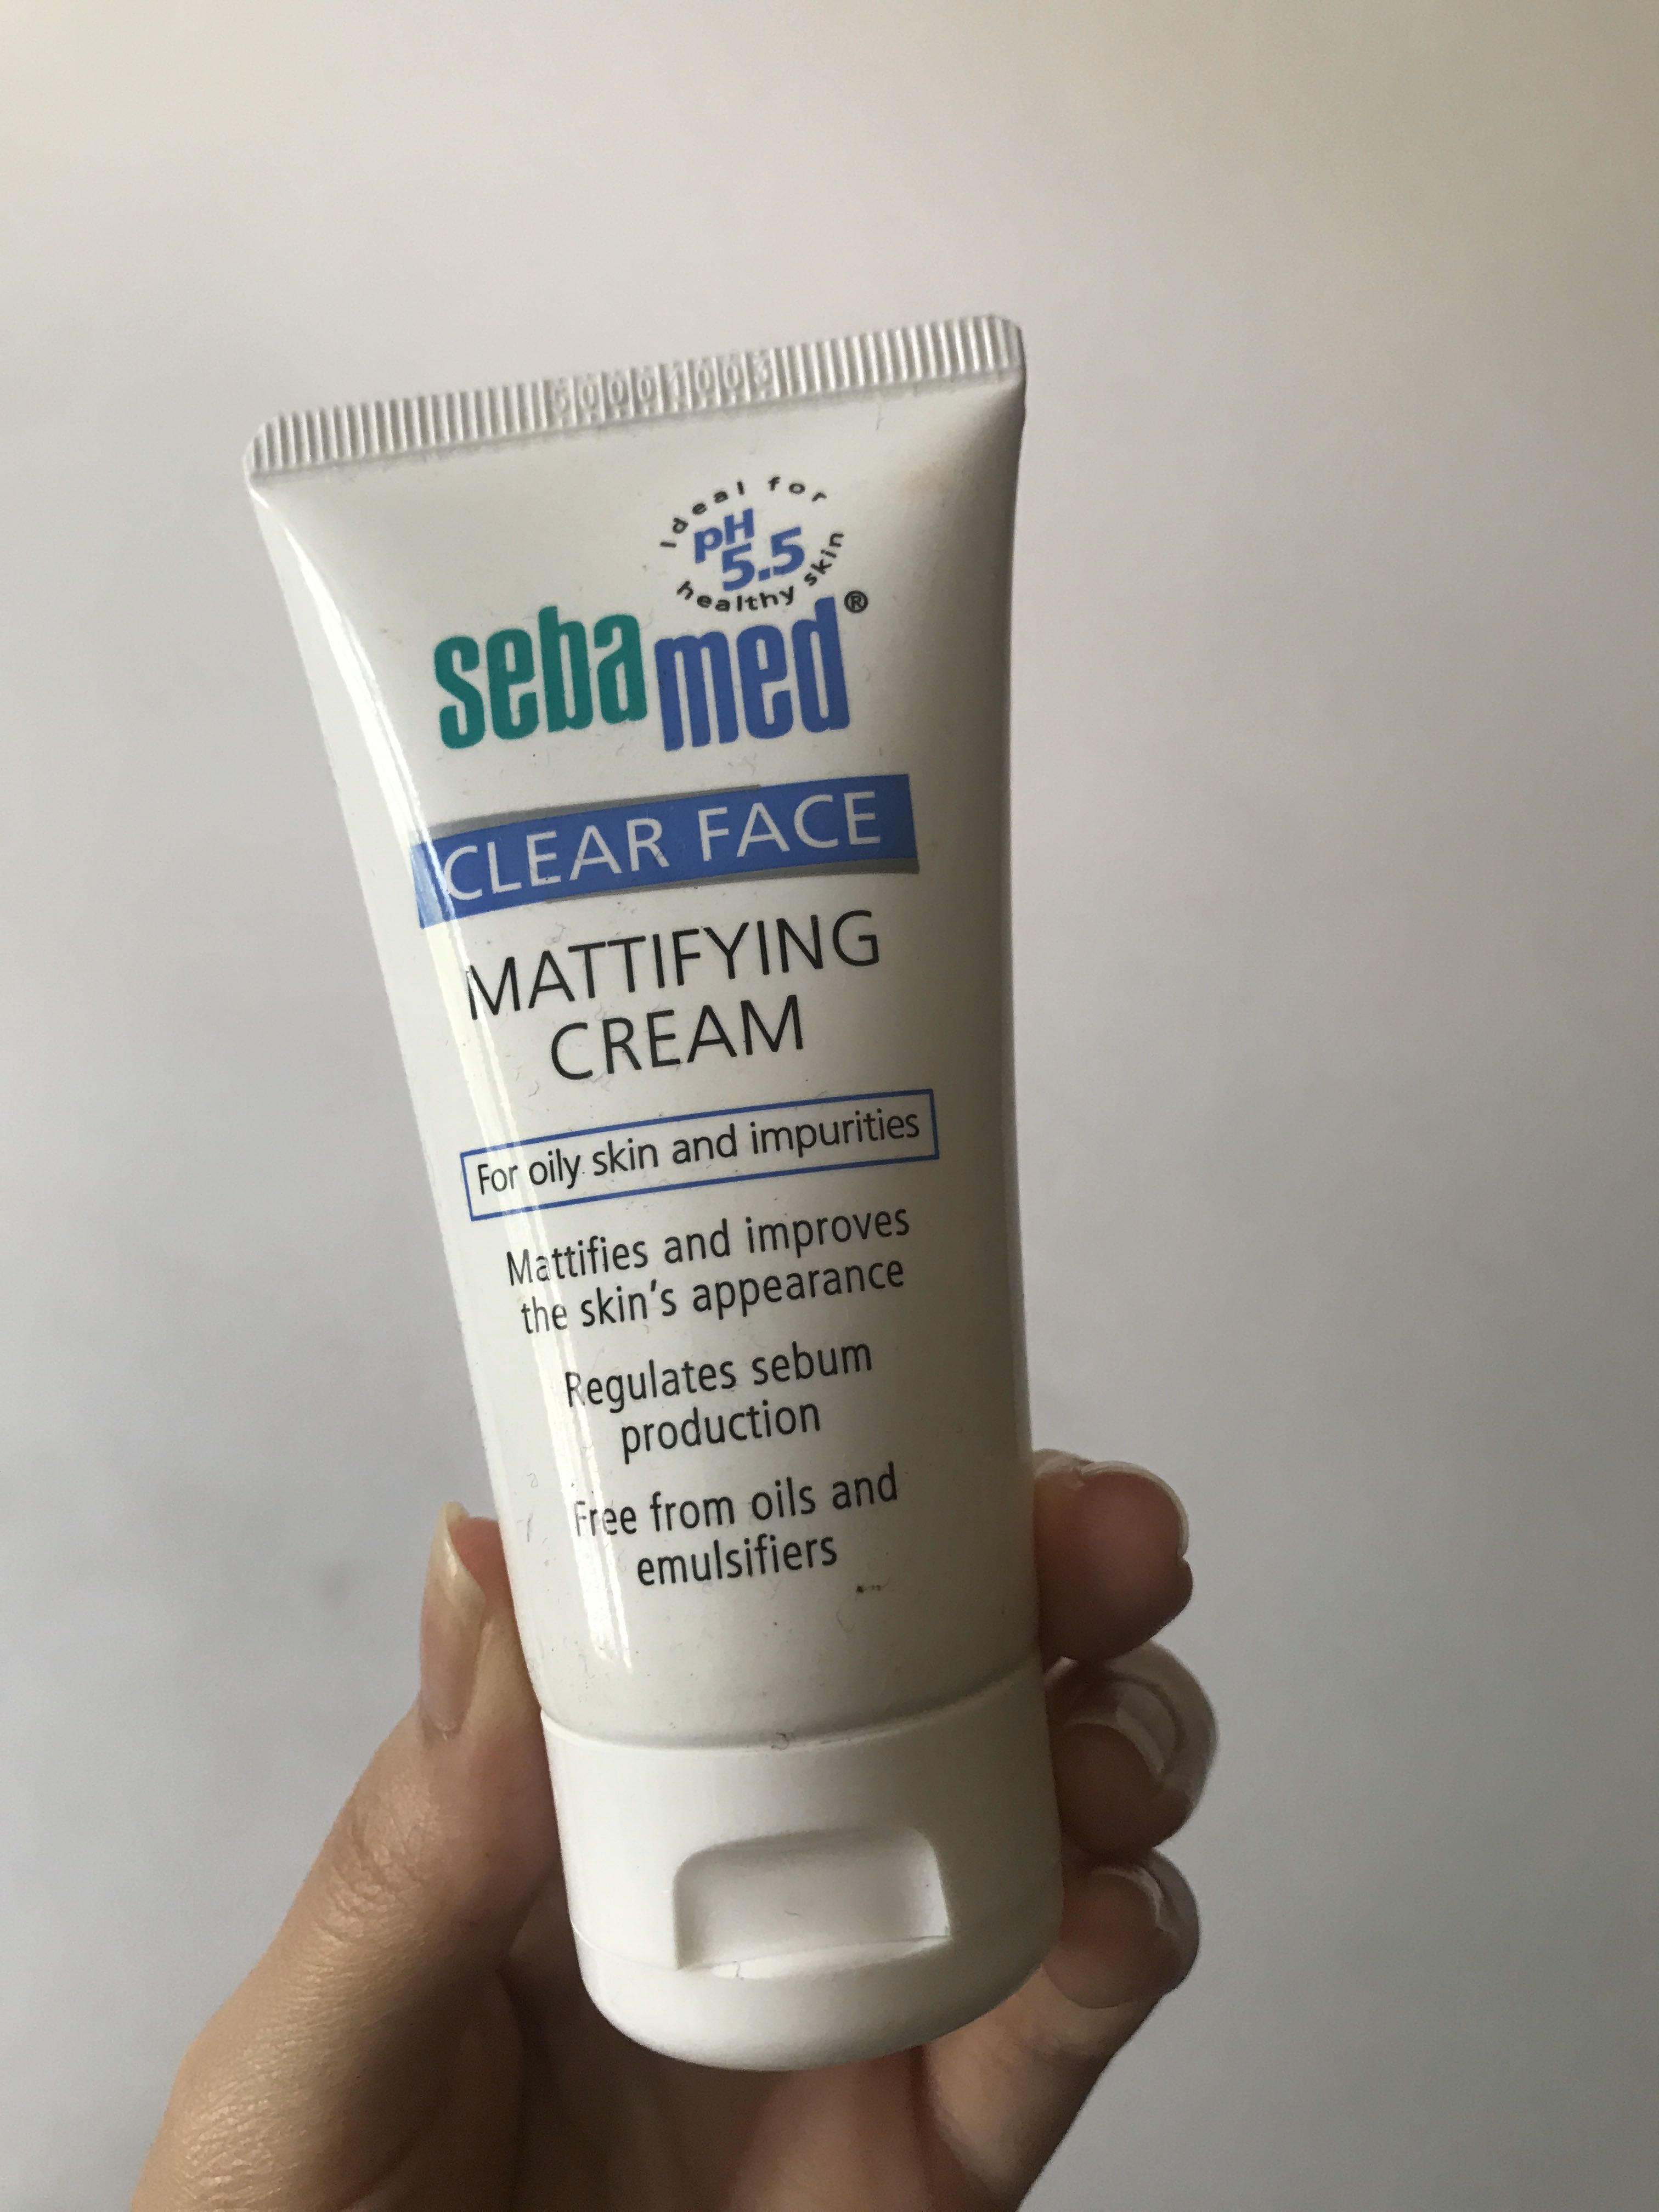 Ideal for
pH
5.5
healthy skin
sebamed®
CLEAR FACE
MATTIFYING
CREAM
For oily skin and impurities
Mattifies and improves
the skin's appearance
Regulates sebum
production
Free from oils and
emulsifiers